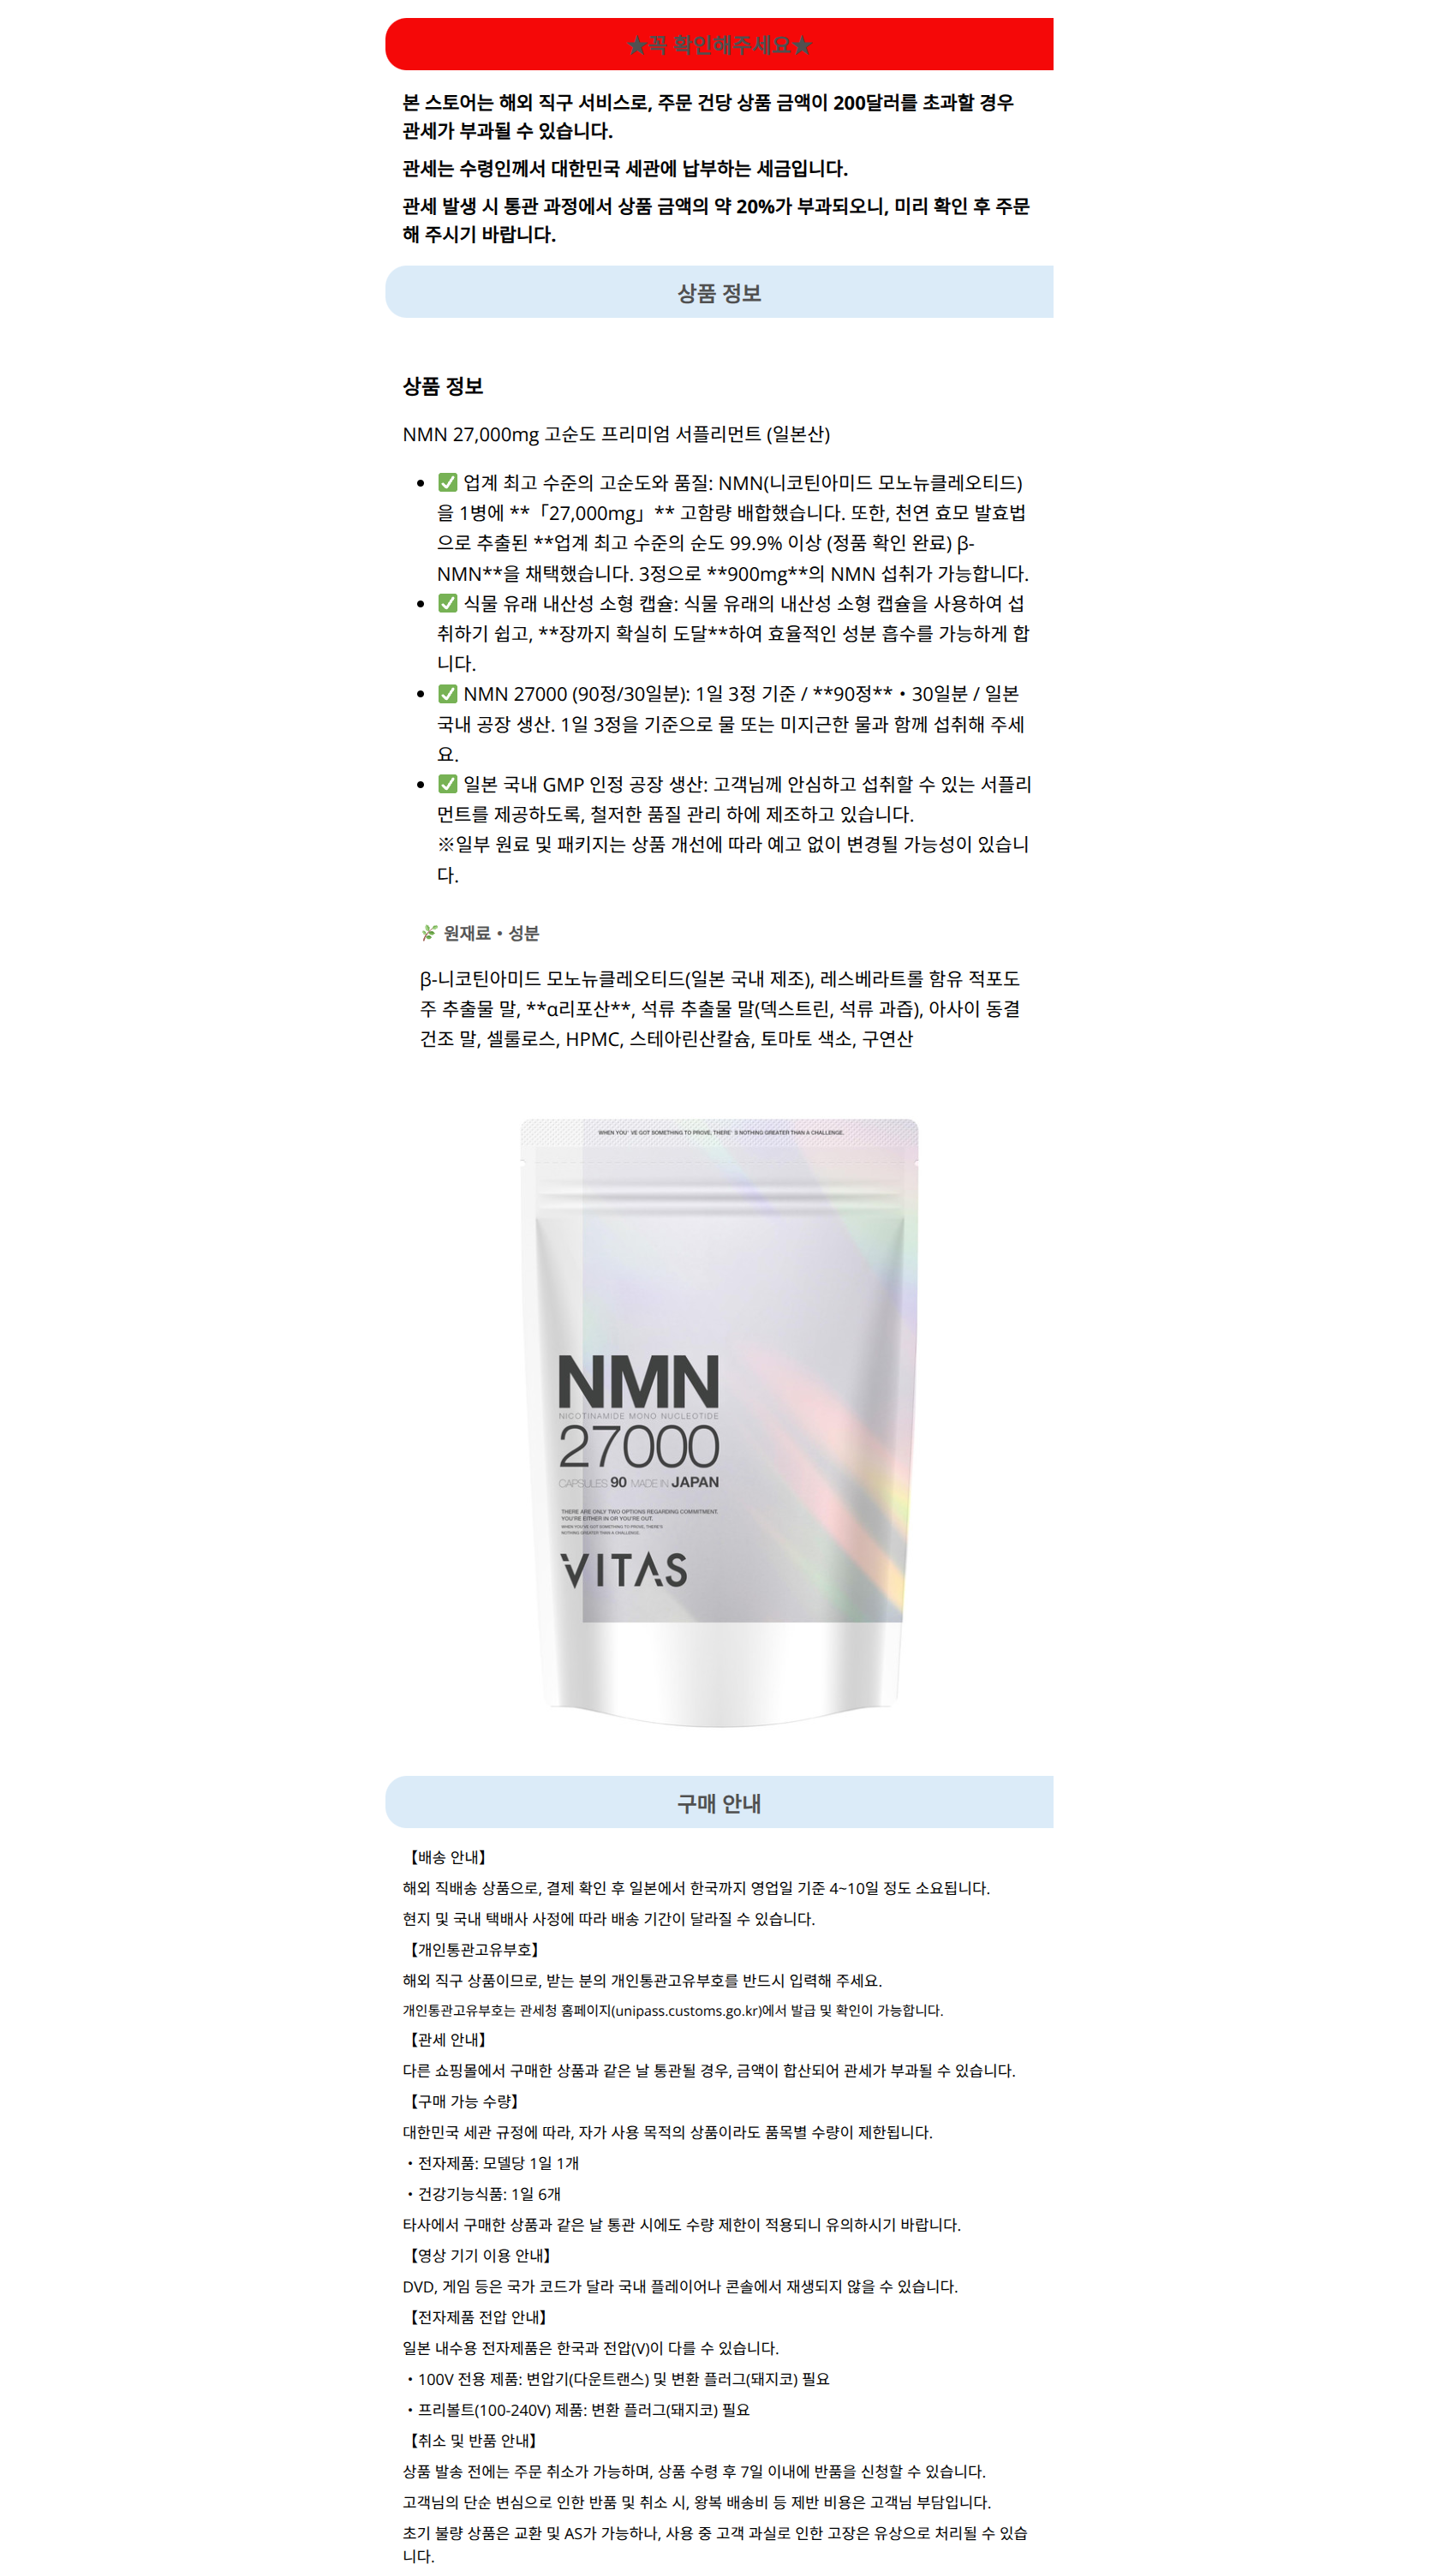 ★꼭 확인해주세요★
본 스토어는 해외 직구 서비스로, 주문 건당 상품 금액이 200달러를 초과할 경우
관세가 부과될 수 있습니다.
관세는 수령인께서 대한민국 세관에 납부하는 세금입니다.
관세 발생 시 통관 과정에서 상품 금액의 약 20%가 부과되오니, 미리 확인 후 주문
해 주시기 바랍니다.
상품 정보
상품 정보
NMN 27,000mg 고순도 프리미엄 서플리먼트 (일본산)
• ✅ 업계 최고 수준의 고순도와 품질: NMN(니코틴아미드 모노뉴클레오티드)
을 1병에 **「27,000mg」** 고함량 배합했습니다. 또한, 천연 효모 발효법
으로 추출된 **업계 최고 수준의 순도 99.9% 이상 (정품 확인 완료) β-
NMN**을 채택했습니다. 3정으로 **900mg**의 NMN 섭취가 가능합니다.
• ✅ 식물 유래 내산성 소형 캡슐: 식물 유래의 내산성 소형 캡슐을 사용하여 섭
취하기 쉽고, **장까지 확실히 도달**하여 효율적인 성분 흡수를 가능하게 합
니다.
• ✅ NMN 27000 (90정/30일분): 1일 3정 기준 / **90정**・30일분 / 일본
국내 공장 생산. 1일 3정을 기준으로 물 또는 미지근한 물과 함께 섭취해 주세
요.
• ✅ 일본 국내 GMP 인정 공장 생산: 고객님께 안심하고 섭취할 수 있는 서플리
먼트를 제공하도록, 철저한 품질 관리 하에 제조하고 있습니다.
※일부 원료 및 패키지는 상품 개선에 따라 예고 없이 변경될 가능성이 있습니
다.
🌿 원재료・성분
β-니코틴아미드 모노뉴클레오티드(일본 국내 제조), 레스베라트롤 함유 적포도
주 추출물 말, **α리포산**, 석류 추출물 말(덱스트린, 석류 과즙), 아사이 동결
건조 말, 셀룰로스, HPMC, 스테아린산칼슘, 토마토 색소, 구연산
WHEN YOU' VE GOT SOMETHING TO PROVE, THERE' S NOTHING GREATER THAN A CHALLENGE.
NMN
NICOTINAMIDE MONO NUCLEOTIDE
27000
CAPSULES 90 MADE IN JAPAN
THERE ARE ONLY TWO OPTIONS REGARDING COMMITMENT.
YOU'RE EITHER IN OR YOU'RE OUT.
WHEN YOU'VE GOT SOMETHING TO PROVE, THERE'S
NOTHING GREATER THAN A CHALLENGE.
VITAS
구매 안내
【배송 안내】
해외 직배송 상품으로, 결제 확인 후 일본에서 한국까지 영업일 기준 4~10일 정도 소요됩니다.
현지 및 국내 택배사 사정에 따라 배송 기간이 달라질 수 있습니다.
【개인통관고유부호】
해외 직구 상품이므로, 받는 분의 개인통관고유부호를 반드시 입력해 주세요.
개인통관고유부호는 관세청 홈페이지(unipass.customs.go.kr)에서 발급 및 확인이 가능합니다.
【관세 안내】
다른 쇼핑몰에서 구매한 상품과 같은 날 통관될 경우, 금액이 합산되어 관세가 부과될 수 있습니다.
【구매 가능 수량】
대한민국 세관 규정에 따라, 자가 사용 목적의 상품이라도 품목별 수량이 제한됩니다.
・전자제품: 모델당 1일 1개
・건강기능식품: 1일 6개
타사에서 구매한 상품과 같은 날 통관 시에도 수량 제한이 적용되니 유의하시기 바랍니다.
【영상 기기 이용 안내】
DVD, 게임 등은 국가 코드가 달라 국내 플레이어나 콘솔에서 재생되지 않을 수 있습니다.
【전자제품 전압 안내】
일본 내수용 전자제품은 한국과 전압(V)이 다를 수 있습니다.
・100V 전용 제품: 변압기(다운트랜스) 및 변환 플러그(돼지코) 필요
・프리볼트(100-240V) 제품: 변환 플러그(돼지코) 필요
【취소 및 반품 안내】
상품 발송 전에는 주문 취소가 가능하며, 상품 수령 후 7일 이내에 반품을 신청할 수 있습니다.
고객님의 단순 변심으로 인한 반품 및 취소 시, 왕복 배송비 등 제반 비용은 고객님 부담입니다.
초기 불량 상품은 교환 및 AS가 가능하나, 사용 중 고객 과실로 인한 고장은 유상으로 처리될 수 있습
니다.